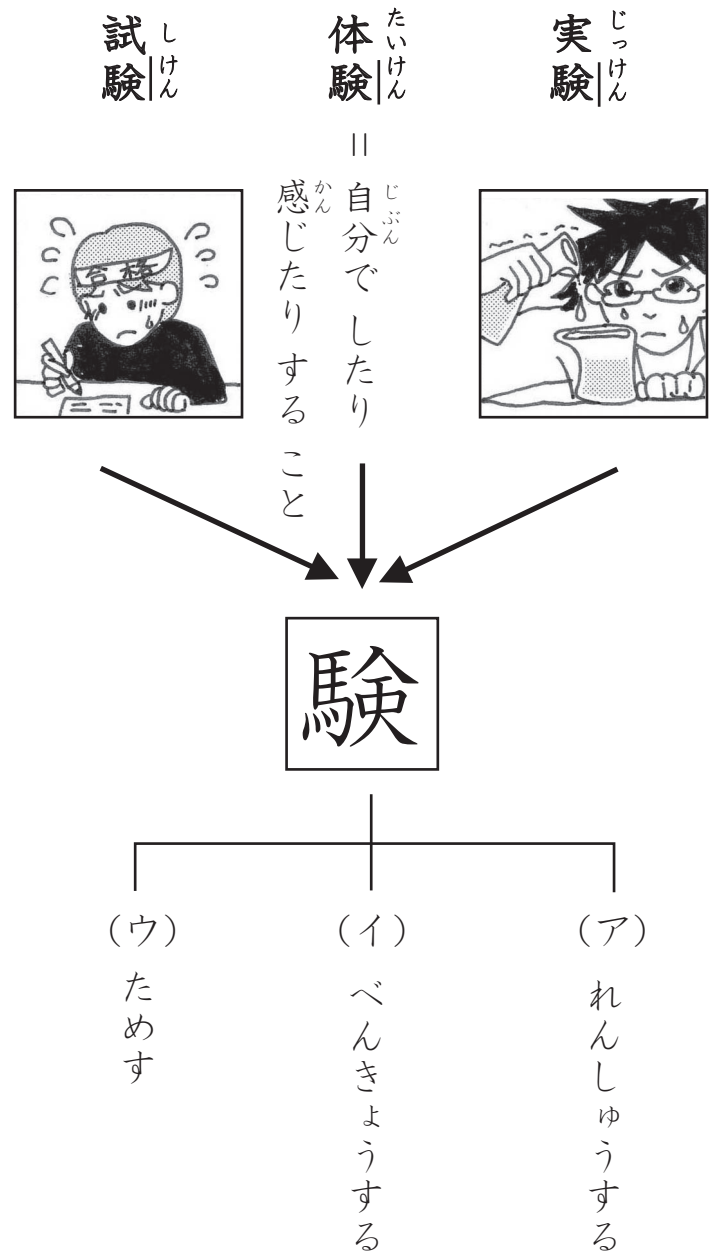 実験
じっけん
体験
たいけん
＝
自分で したり
じぶん
感じたり する こと
かん
試験
しけん
合格
験
（ア） れんしゅうする
（イ） べんきょうする
（ウ） ためす